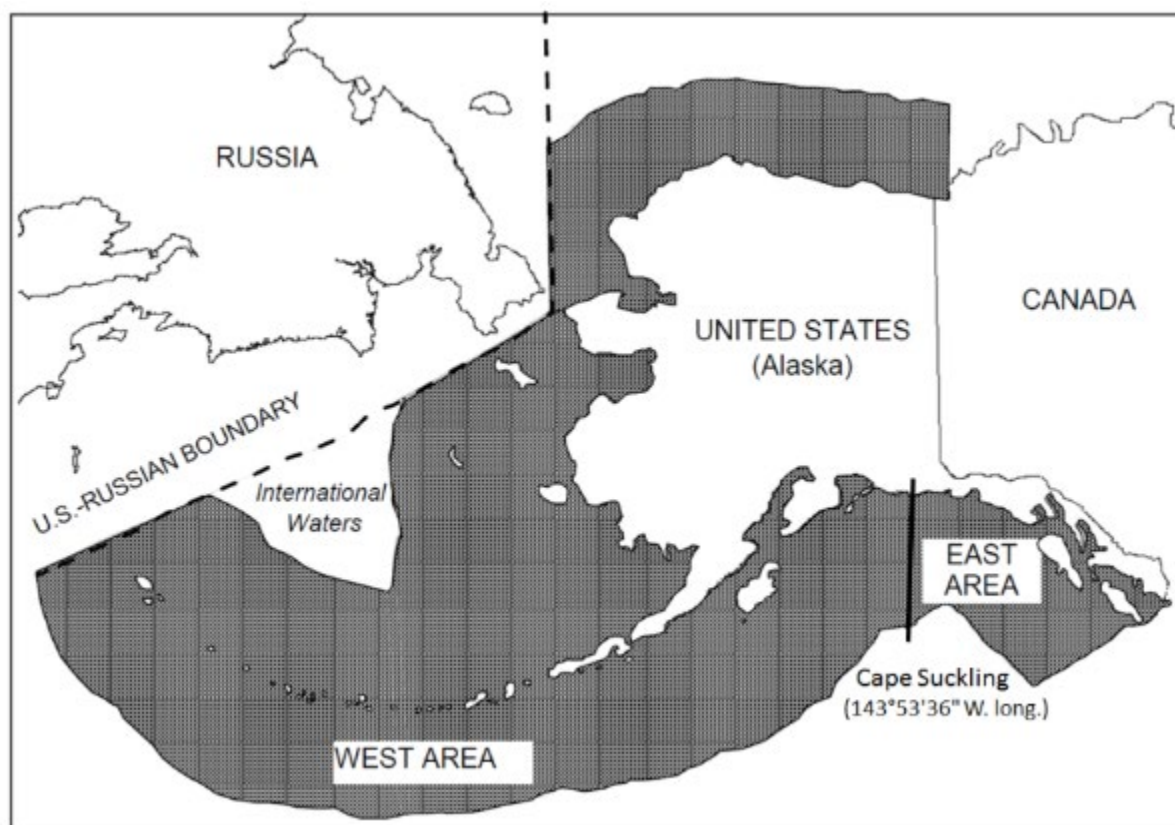 RUSSIA
CANADA
UNITED STATES
(Alaska)
U.S.-RUSSIAN BOUNDARY
International
Waters
EAST
AREA
Cape Suckling
(143°53'36" W. long.)
WEST AREA